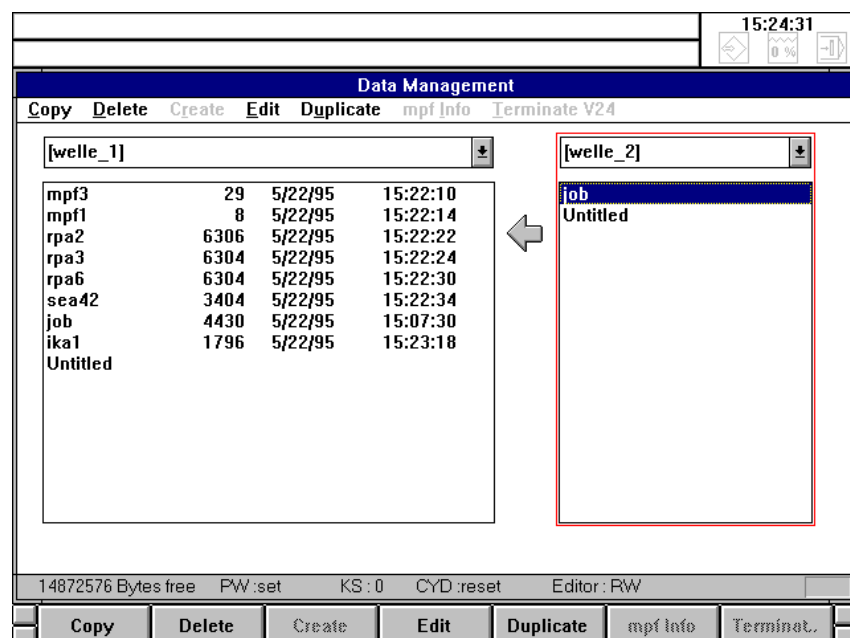 15:24:31
0 %
Data Management
Copy Delete Create Edit Duplicate mpf Info Terminate V24
[welle_1] [welle_2]
mpf3 29 5/22/95 15:22:10 job
mpf1 8 5/22/95 15:22:14 Untitled
rpa2 6306 5/22/95 15:22:22
rpa3 6304 5/22/95 15:22:24
rpa6 6304 5/22/95 15:22:30
sea42 3404 5/22/95 15:22:34
job 4430 5/22/95 15:07:30
ika1 1796 5/22/95 15:23:18
Untitled
14872576 Bytes free PW :set KS : 0 CYD :reset Editor : RW
Copy Delete Create Edit Duplicate mpf Info Terminat..